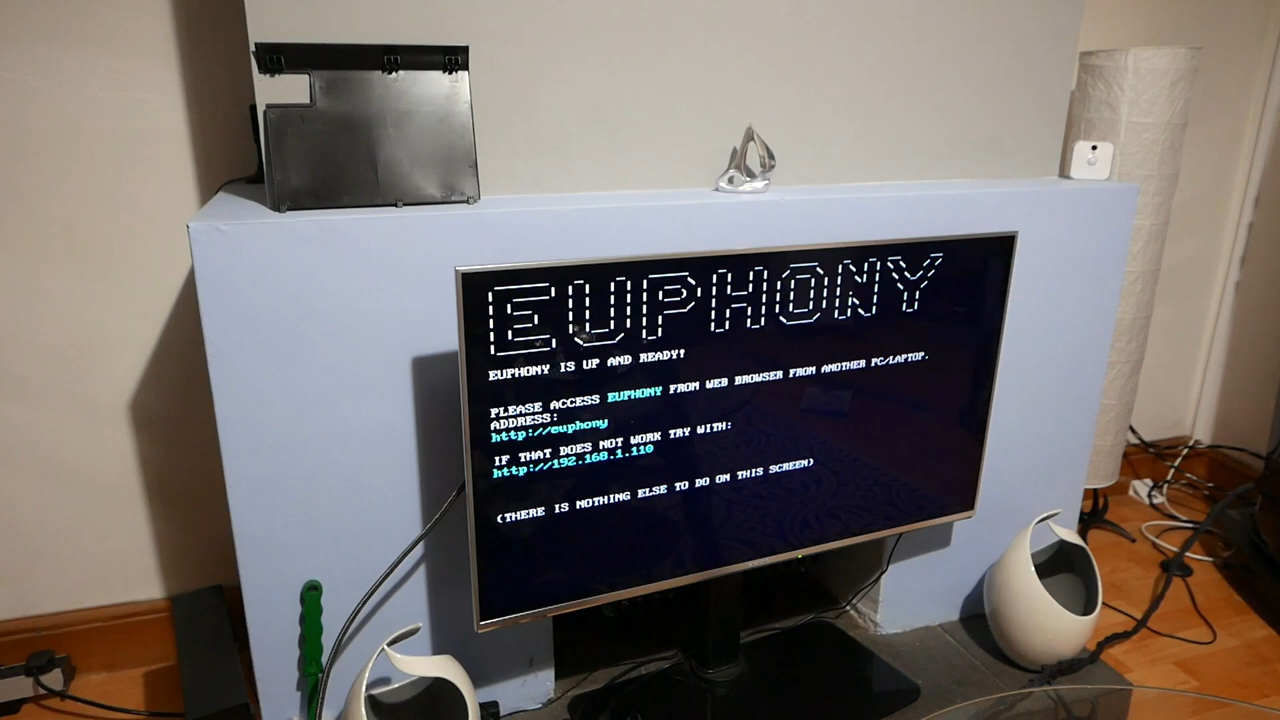 EUPHONY
EUPHONY IS UP AND READY!
PLEASE ACCESS EUPHONY FROM WEB BROWSER FROM ANOTHER PC/LAPTOP.
ADDRESS:
http://euphony
IF THAT DOES NOT WORK TRY WITH:
http://192.168.1.110
(THERE IS NOTHING ELSE TO DO ON THIS SCREEN)